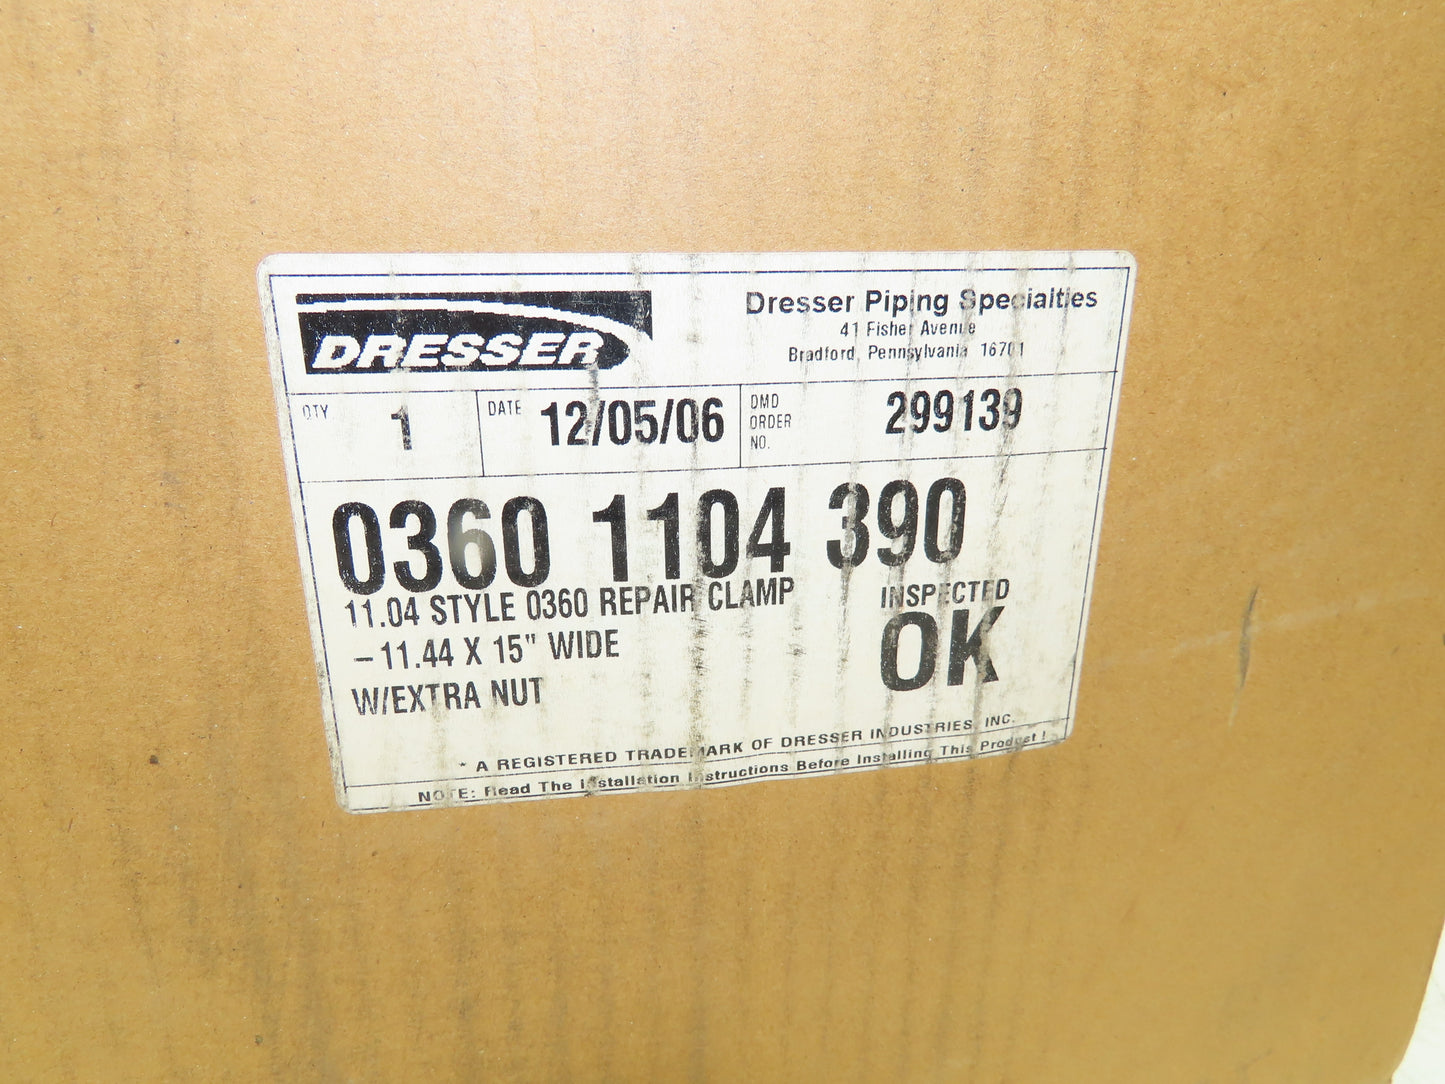 DRESSER
Dresser Piping Specialties
41 Fisher Avenue
Bradford, Pennsylvania 16701
QTY 1
DATE 12/05/06
DMD ORDER NO. 299139
0360 1104 390
11.04 STYLE 0360 REPAIR CLAMP
– 11.44 X 15" WIDE
W/EXTRA NUT
INSPECTED
OK
* A REGISTERED TRADEMARK OF DRESSER INDUSTRIES, INC.
NOTE: Read The Installation Instructions Before Installing This Product !